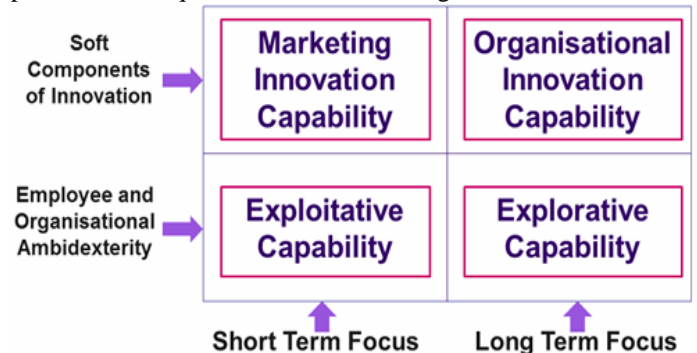 Soft
Components
of Innovation
Marketing
Innovation
Capability
Organisational
Innovation
Capability
Employee and
Organisational
Ambidexterity
Exploitative
Capability
Explorative
Capability
Short Term Focus
Long Term Focus